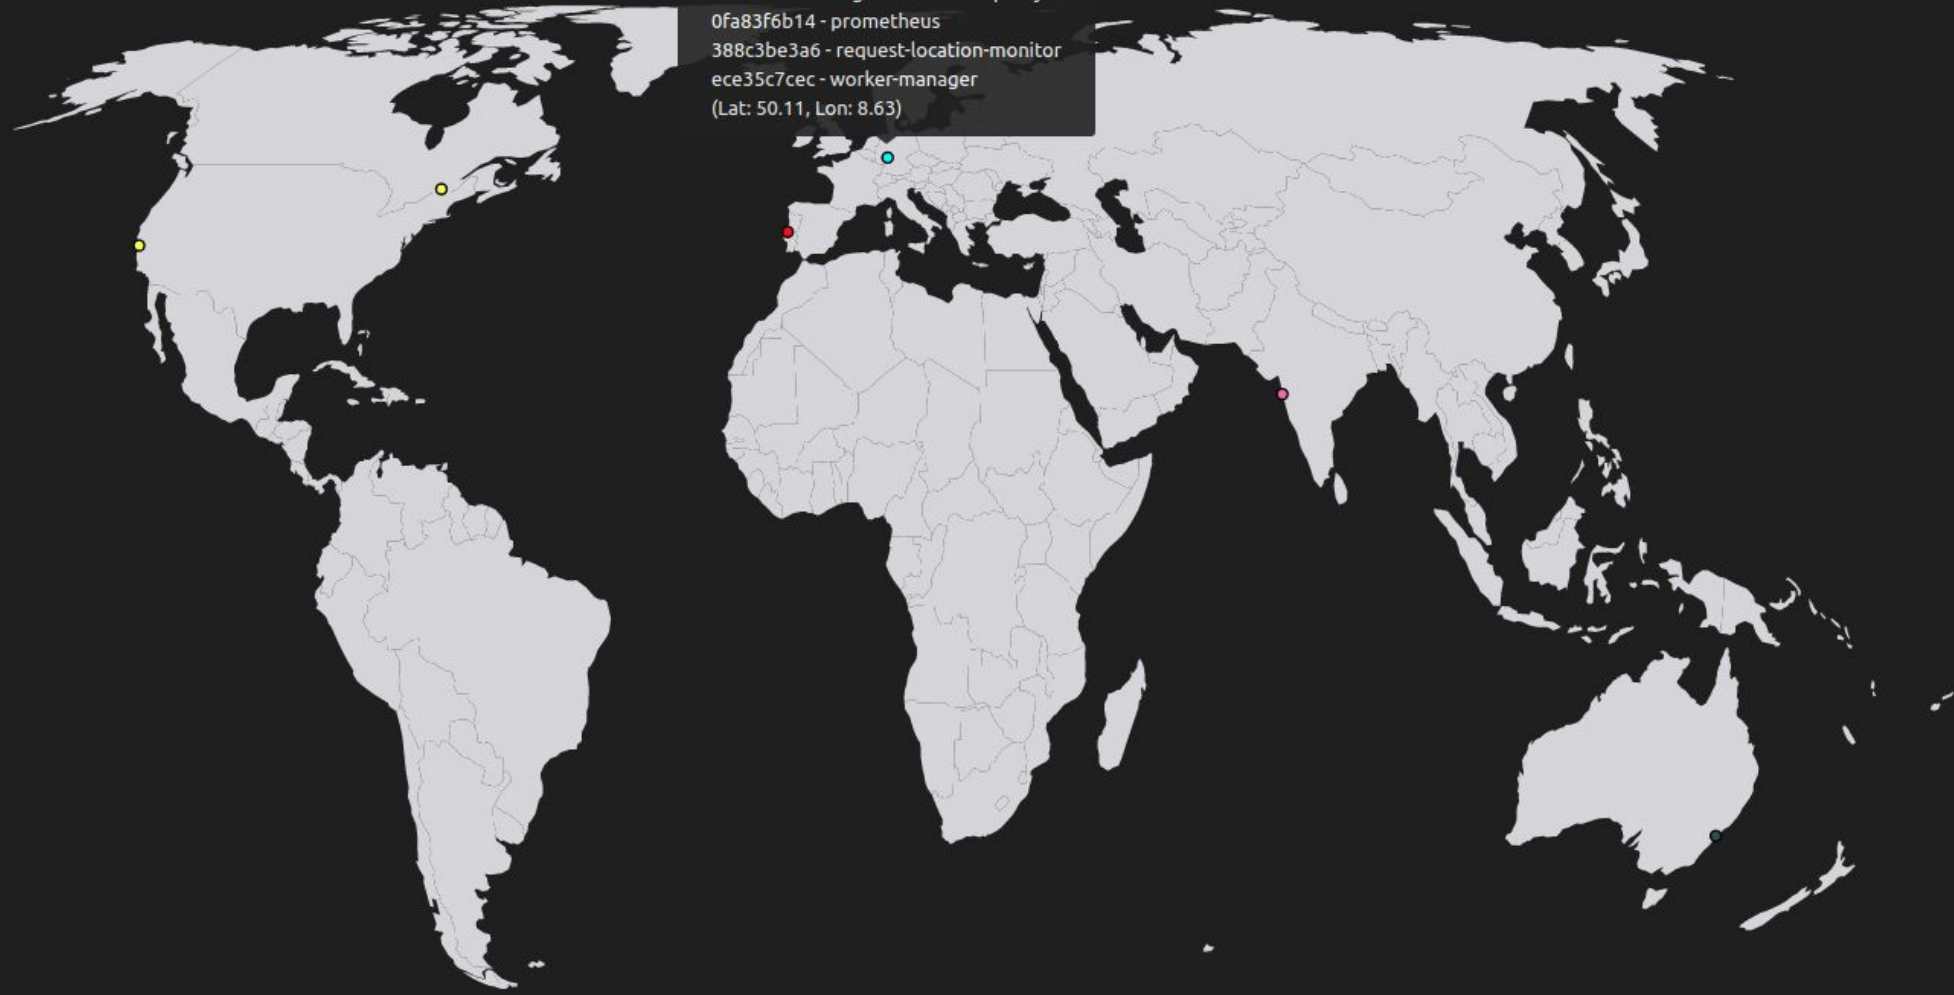 0fa83f6b14 - prometheus
388c3be3a6 - request-location-monitor
ece35c7cec - worker-manager
(Lat: 50.11, Lon: 8.63)